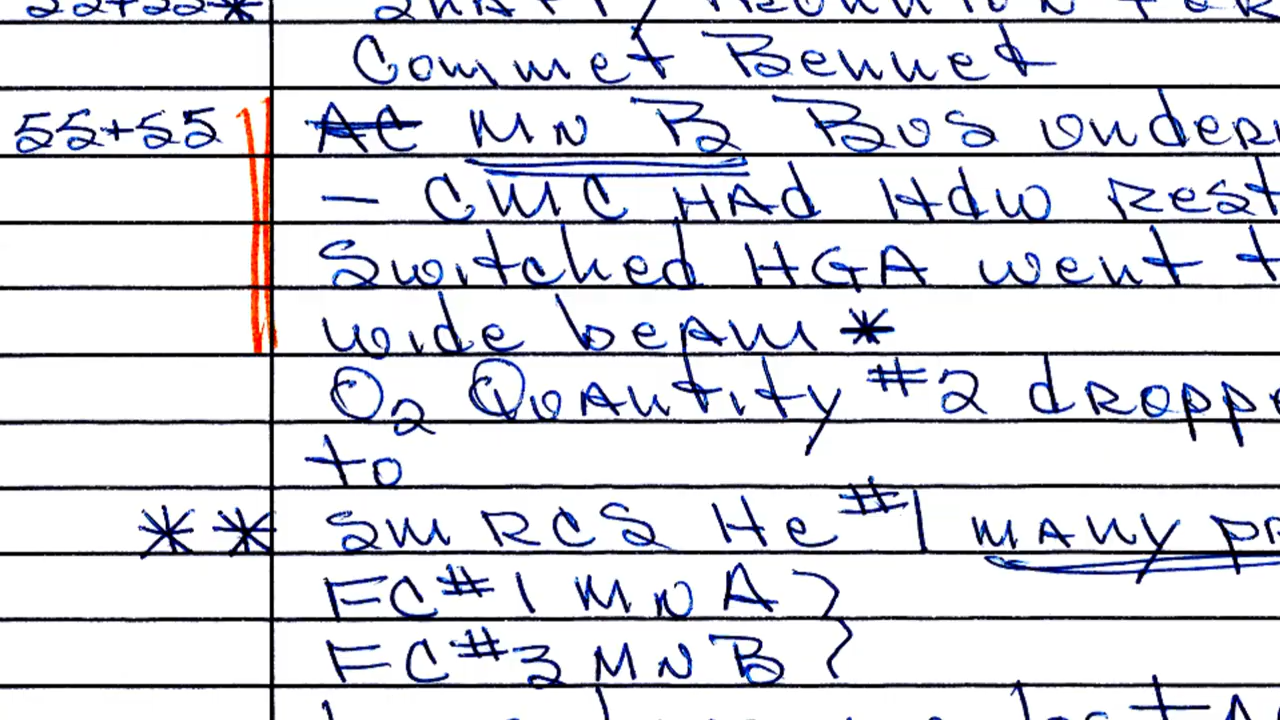 Commet Bennet
55+55 AC MN B BUS UNDER
- CMC HAd Hdw REST
Switched HGA went t
wide beam *
O2 Quantity #2 dropp
to
** SM RCS He #1 many pr
FC #1 MN A }
FC #3 MN B }